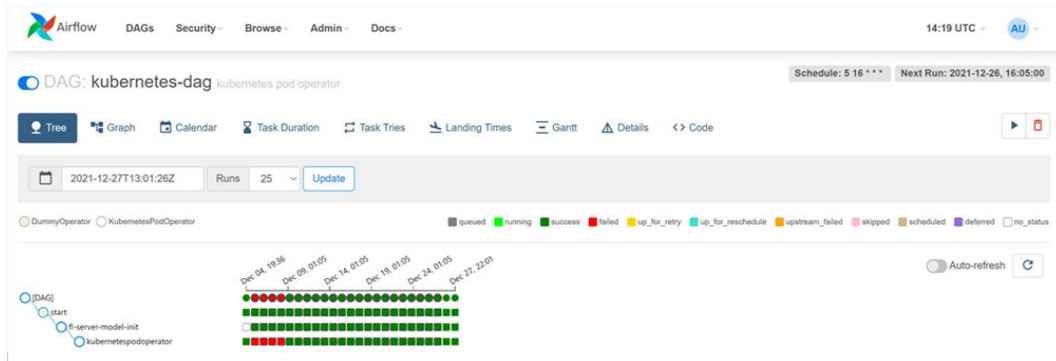 Airflow DAGs Security Browse Admin Docs 14:19 UTC AU
DAG: kubernetes-dag kubernetes pod operator Schedule: 5 16 * * * Next Run: 2021-12-26, 16:05:00
Tree Graph Calendar Task Duration Task Tries Landing Times Gantt Details <> Code
2021-12-27T13:01:26Z Runs 25 Update
DummyOperator KubernetesPodOperator queued running success failed up_for_retry up_for_reschedule upstream_failed skipped scheduled deferred no_status
Dec 04, 19:36 Dec 09, 01:05 Dec 14, 01:05 Dec 19, 01:05 Dec 24, 01:05 Dec 27, 22:01
Auto-refresh
[DAG]
start
fl-server-model-init
kubernetespodoperator